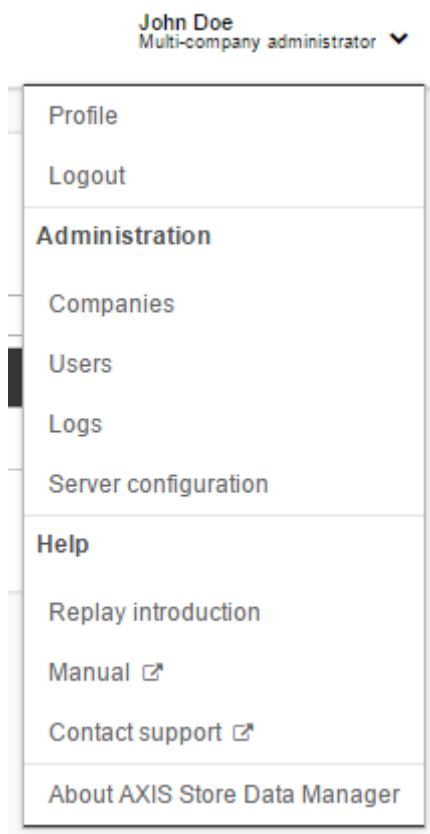 John Doe
Multi-company administrator
Profile
Logout
Administration
Companies
Users
Logs
Server configuration
Help
Replay introduction
Manual
Contact support
About AXIS Store Data Manager